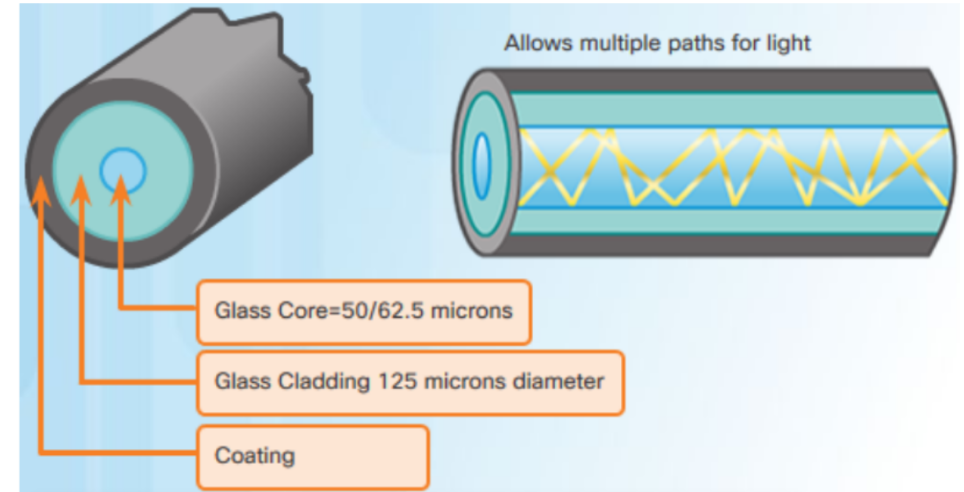 Allows multiple paths for light
Glass Core=50/62.5 microns
Glass Cladding 125 microns diameter
Coating